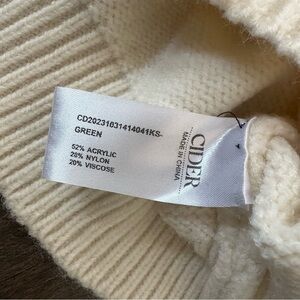 CD20231031414041KS-
GREEN
52% ACRYLIC
28% NYLON
20% VISCOSE
CIDER
MADE IN CHINA